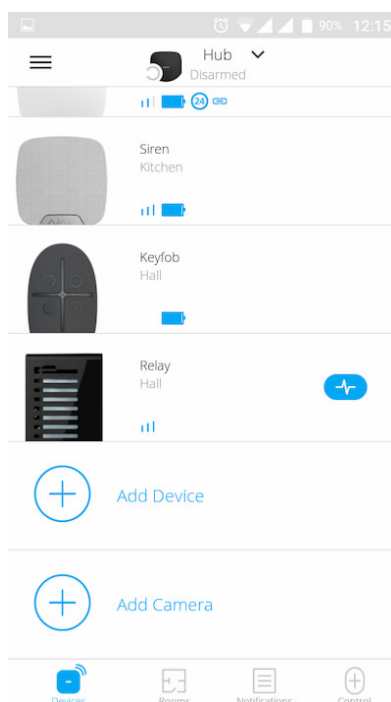 90% 12:15
Hub
Disarmed
24
Siren
Kitchen
Keyfob
Hall
Relay
Hall
Add Device
Add Camera
Devices Rooms Notifications Control